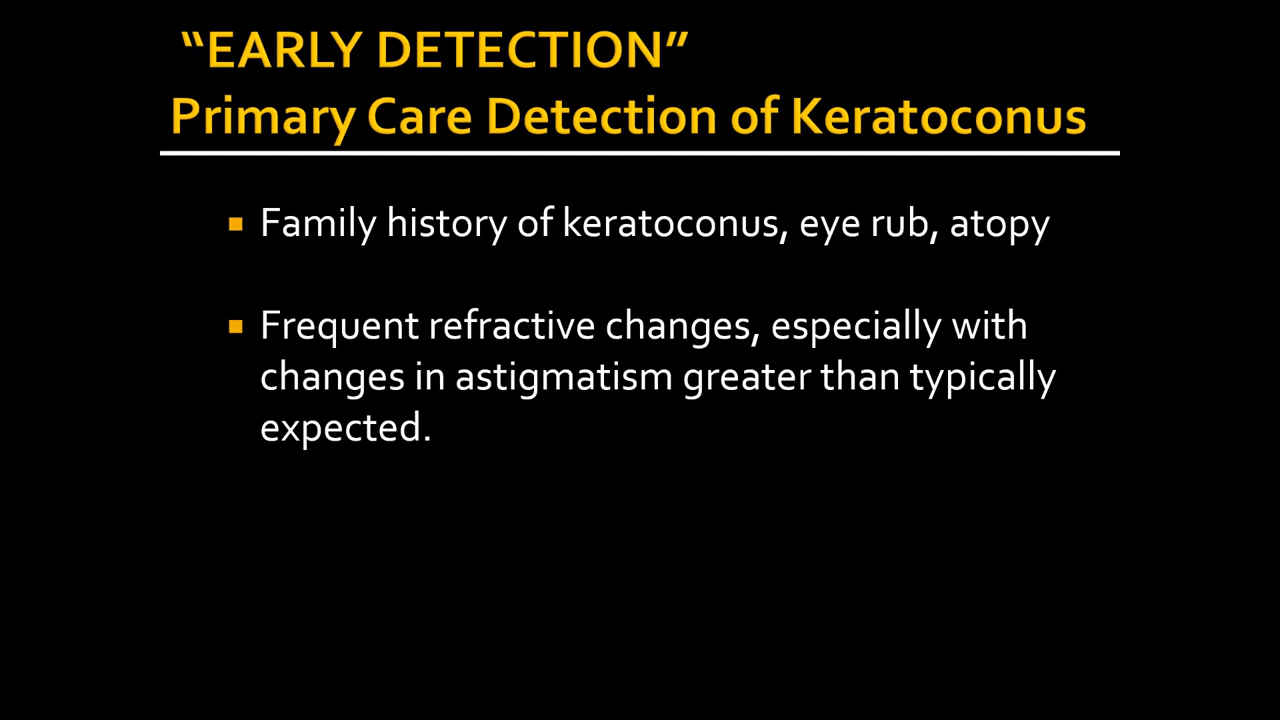 “EARLY DETECTION”
Primary Care Detection of Keratoconus
Family history of keratoconus, eye rub, atopy
Frequent refractive changes, especially with
changes in astigmatism greater than typically
expected.